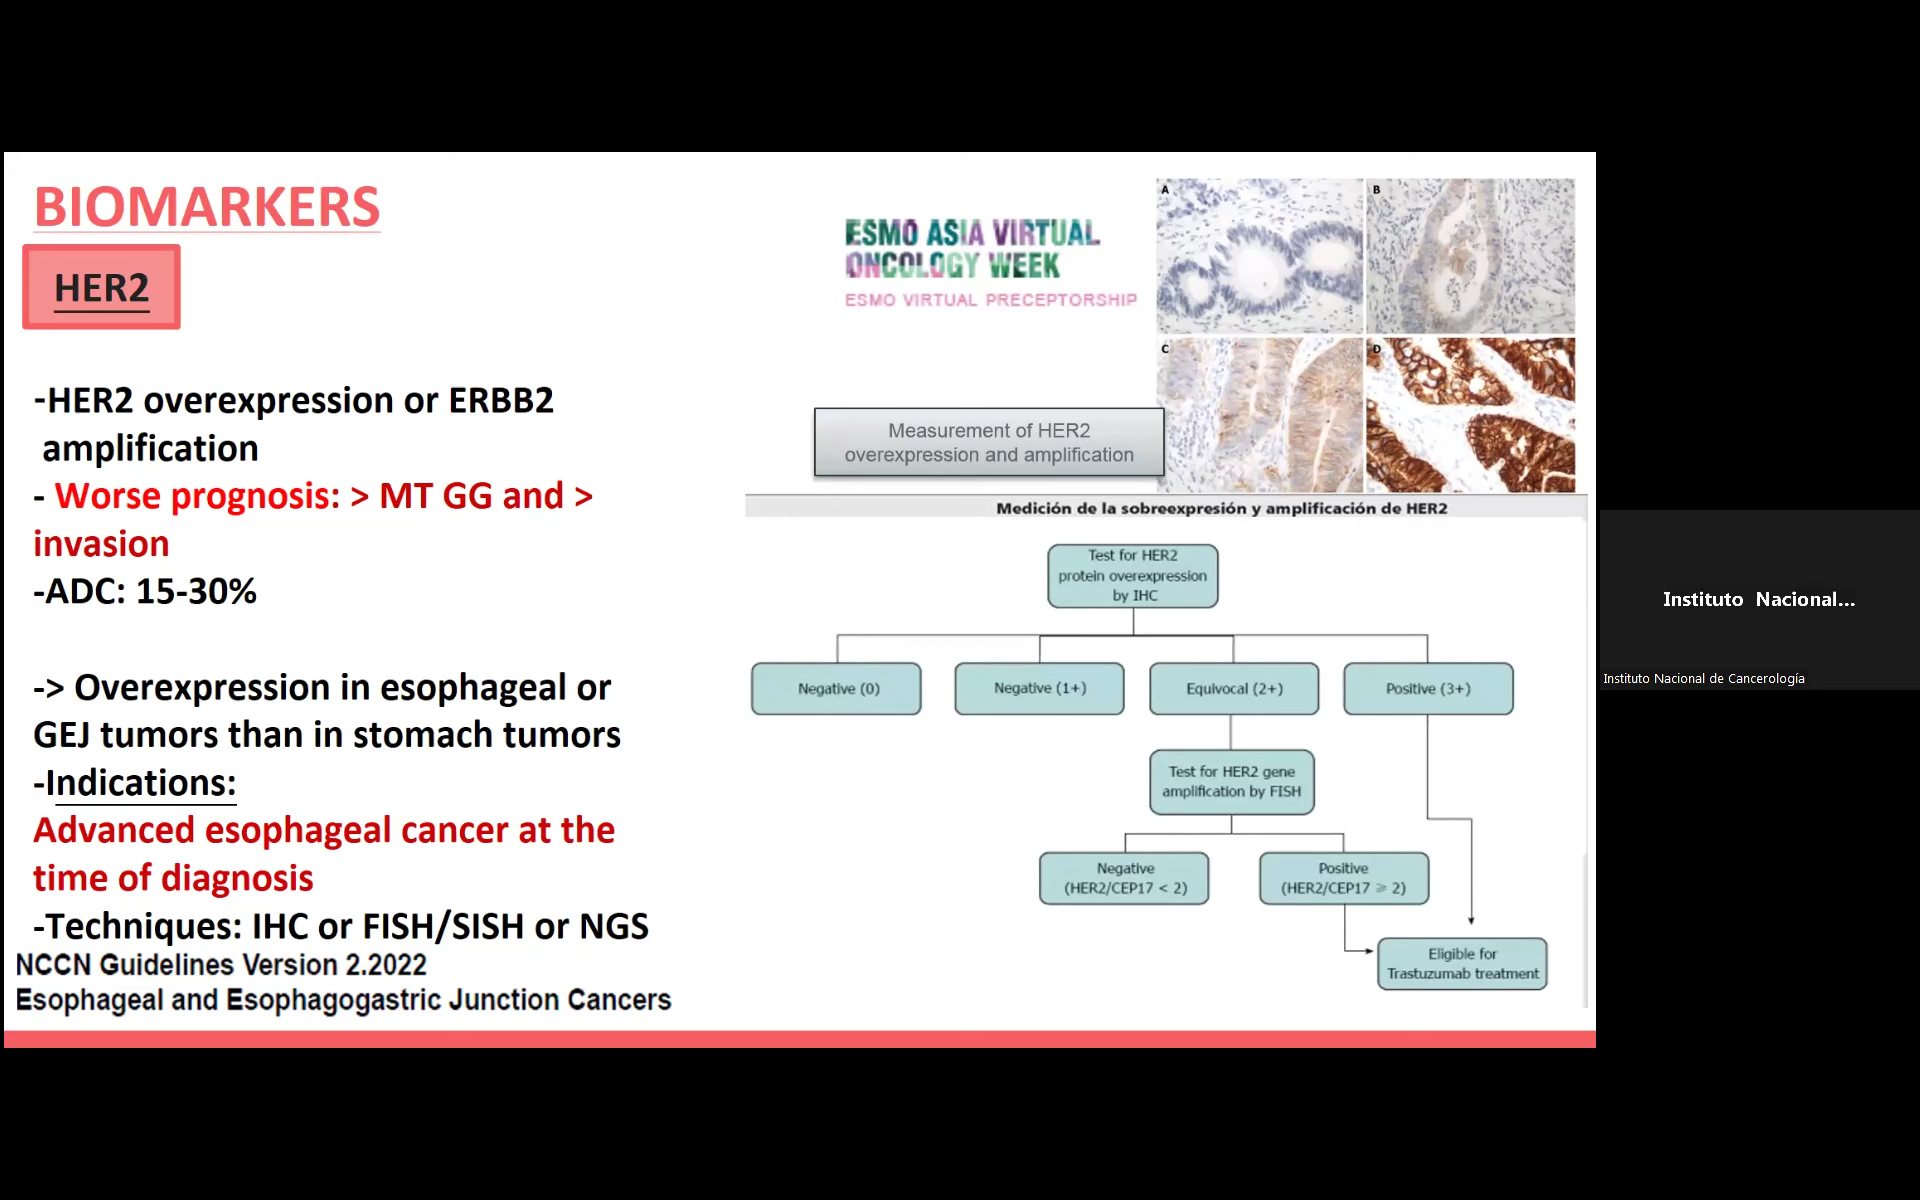 BIOMARKERS
HER2
-HER2 overexpression or ERBB2
amplification
- Worse prognosis: > MT GG and >
invasion
-ADC: 15-30%
-> Overexpression in esophageal or
GEJ tumors than in stomach tumors
-Indications:
Advanced esophageal cancer at the
time of diagnosis
-Techniques: IHC or FISH/SISH or NGS
NCCN Guidelines Version 2.2022
Esophageal and Esophagogastric Junction Cancers
ESMO ASIA VIRTUAL
ONCOLOGY WEEK
ESMO VIRTUAL PRECEPTORSHIP
A
B
C
D
Measurement of HER2
overexpression and amplification
Medición de la sobreexpresión y amplificación de HER2
Test for HER2
protein overexpression
by IHC
Negative (0)
Negative (1+)
Equivocal (2+)
Positive (3+)
Test for HER2 gene
amplification by FISH
Negative
(HER2/CEP17 < 2)
Positive
(HER2/CEP17 ⩾ 2)
Eligible for
Trastuzumab treatment
Instituto Nacional...
Instituto Nacional de Cancerología